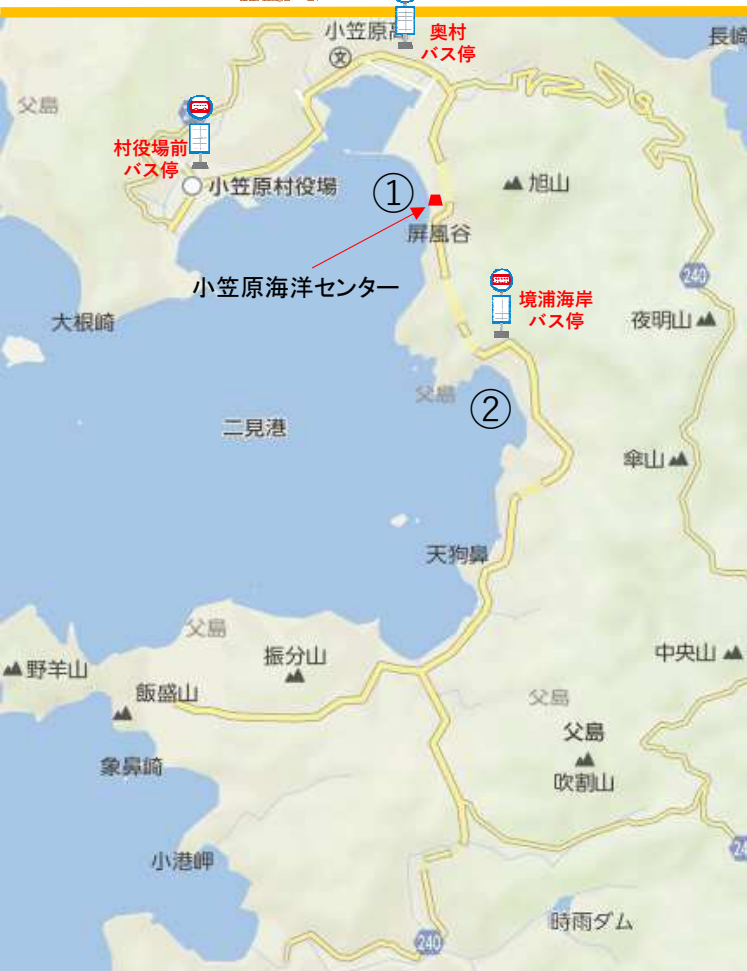 小笠原高
文
奥村
バス停
長崎
父島
村役場前
バス停
小笠原村役場
①
旭山
屏風谷
小笠原海洋センター
240
境浦海岸
バス停
大根崎
夜明山
父島
②
二見港
傘山
天狗鼻
父島
振分山
野羊山
飯盛山
中央山
父島
父島
吹割山
象鼻崎
小港岬
時雨ダム
240